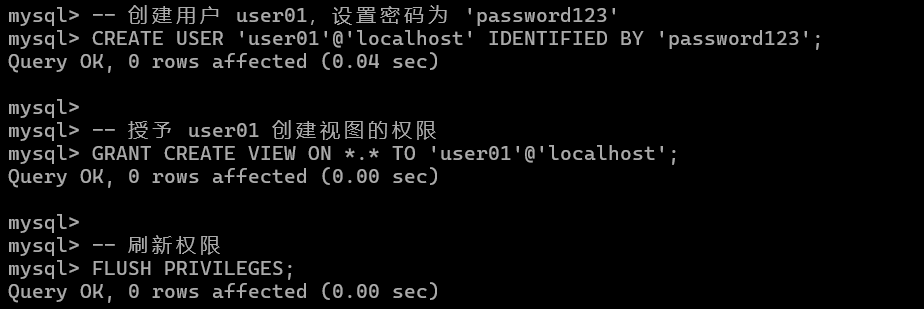 mysql> -- 创建用户 user01，设置密码为 'password123'
mysql> CREATE USER 'user01'@'localhost' IDENTIFIED BY 'password123';
Query OK, 0 rows affected (0.04 sec)
mysql>
mysql> -- 授予 user01 创建视图的权限
mysql> GRANT CREATE VIEW ON *.* TO 'user01'@'localhost';
Query OK, 0 rows affected (0.00 sec)
mysql>
mysql> -- 刷新权限
mysql> FLUSH PRIVILEGES;
Query OK, 0 rows affected (0.00 sec)